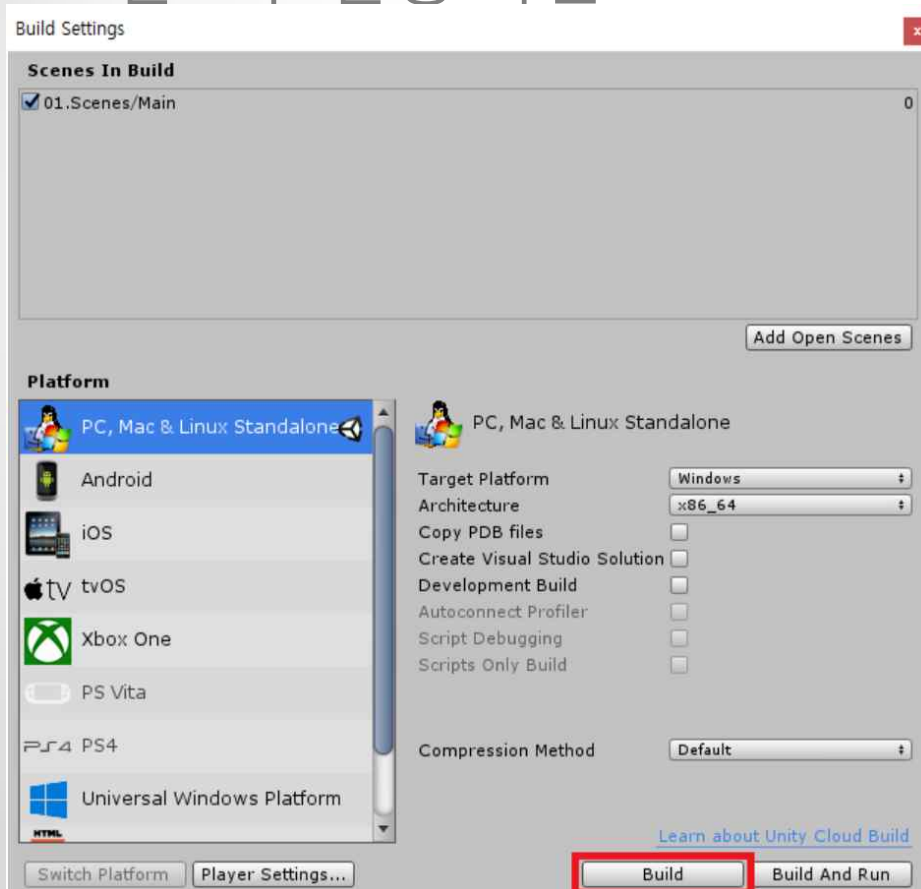 Build Settings
x
Scenes In Build
01.Scenes/Main 0
Add Open Scenes
Platform
PC, Mac & Linux Standalone
Android
iOS
tv tvOS
Xbox One
PS Vita
PS4 PS4
Universal Windows Platform
HTML
PC, Mac & Linux Standalone
Target Platform Windows
Architecture x86_64
Copy PDB files
Create Visual Studio Solution
Development Build
Autoconnect Profiler
Script Debugging
Scripts Only Build
Compression Method Default
Learn about Unity Cloud Build
Switch Platform Player Settings... Build Build And Run